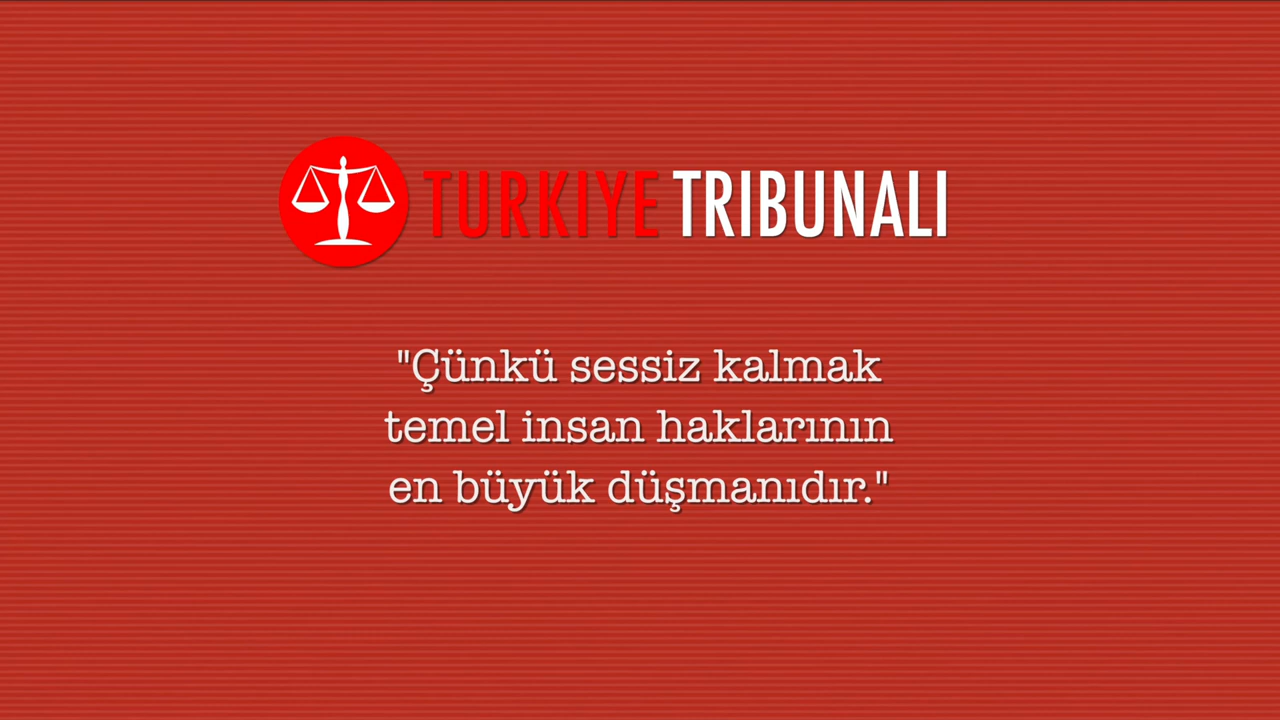 TURKIYE TRIBUNALI
"Çünkü sessiz kalmak
temel insan haklarının
en büyük düşmanıdır."